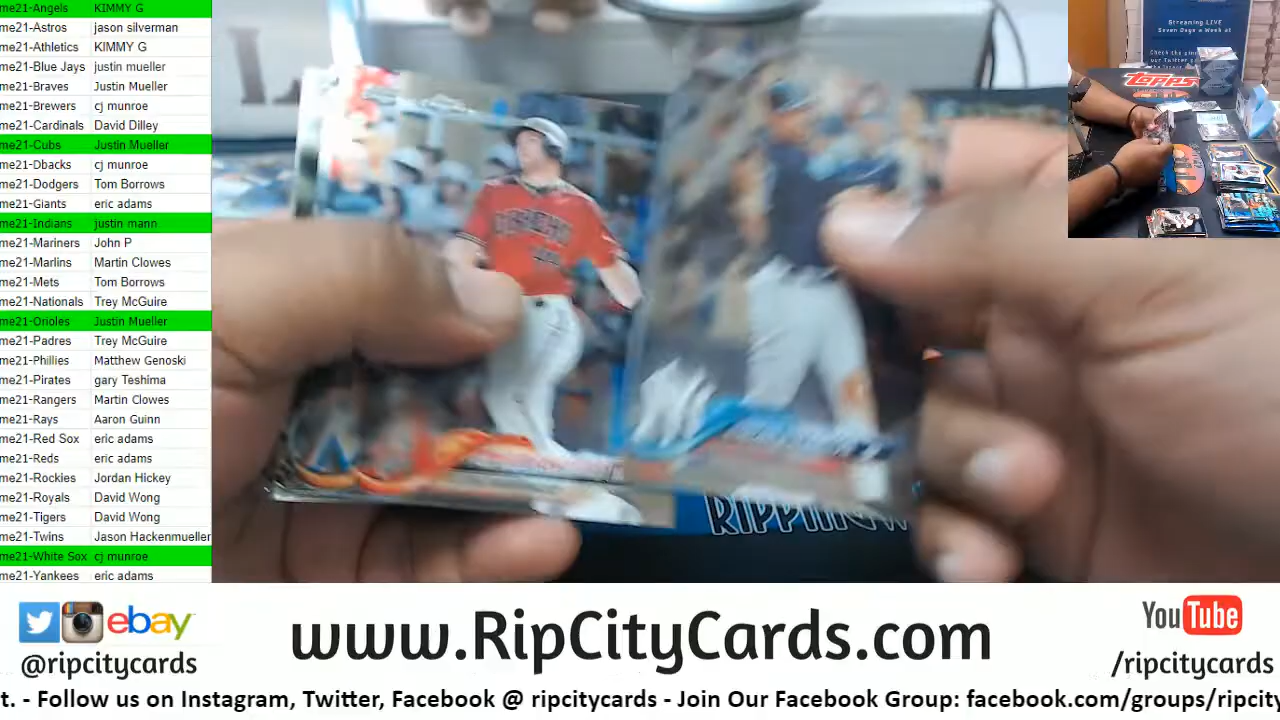 me21-Angels KIMMY G
me21-Astros jason silverman
me21-Athletics KIMMY G
me21-Blue Jays justin mueller
me21-Braves Justin Mueller
me21-Brewers cj munroe
me21-Cardinals David Dilley
me21-Cubs Justin Mueller
me21-Dbacks cj munroe
me21-Dodgers Tom Borrows
me21-Giants eric adams
me21-Indians justin mann
me21-Mariners John P
me21-Marlins Martin Clowes
me21-Mets Tom Borrows
me21-Nationals Trey McGuire
me21-Orioles Justin Mueller
me21-Padres Trey McGuire
me21-Phillies Matthew Genoski
me21-Pirates gary Teshima
me21-Rangers Martin Clowes
me21-Rays Aaron Guinn
me21-Red Sox eric adams
me21-Reds eric adams
me21-Rockies Jordan Hickey
me21-Royals David Wong
me21-Tigers David Wong
me21-Twins Jason Hackenmueller
me21-White Sox cj munroe
me21-Yankees eric adams
Streaming LIVE
Seven Days a Week at
Topps
ebay
@ripcitycards
www.RipCityCards.com
YouTube
/ripcitycards
t. - Follow us on Instagram, Twitter, Facebook @ ripcitycards - Join Our Facebook Group: facebook.com/groups/ripcity